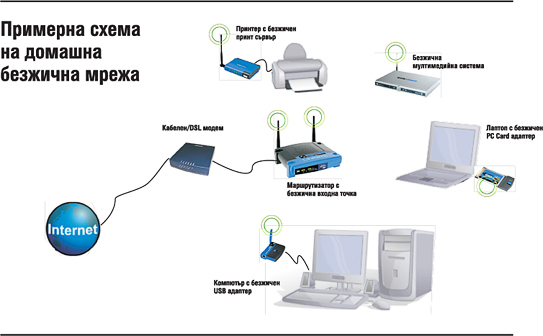 Примерна схема
на домашна
безжична мрежа
Принтер с безжичен
принт сървър
Безжична
мултимедийна система
Кабелен/DSL модем
Лаптоп с безжичен
PC Card адаптер
Маршрутизатор с
безжична входна точка
Internet
Компютър с безжичен
USB адаптер